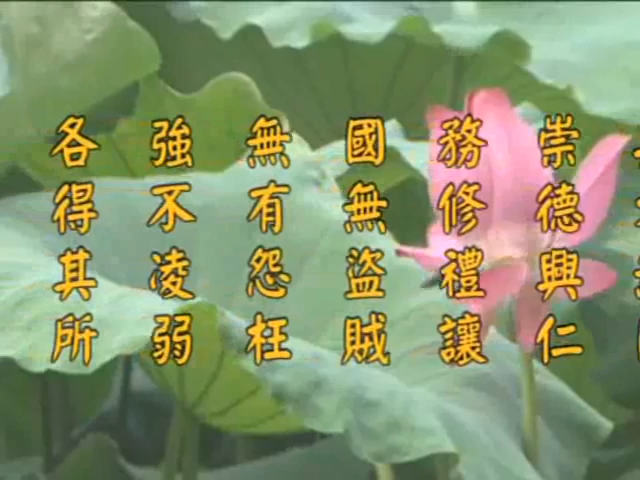 崇德興仁
務修禮讓
國無盜賊
無有怨枉
強不凌弱
各得其所